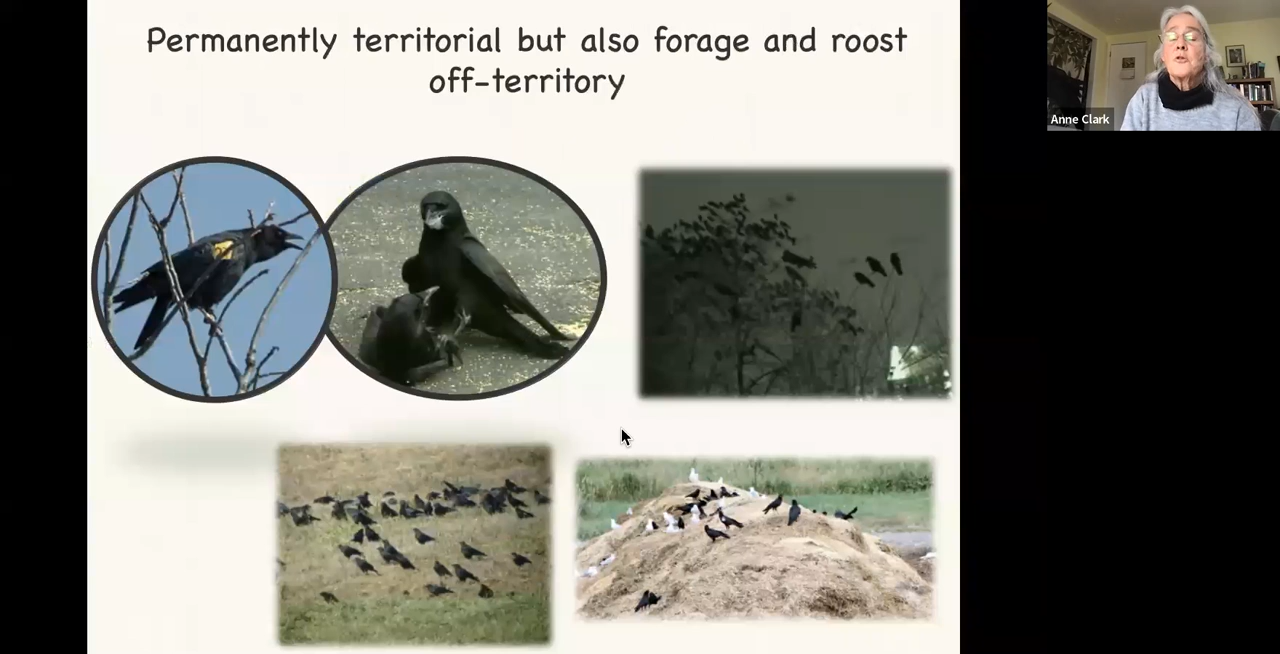 Permanently territorial but also forage and roost
off-territory
Anne Clark